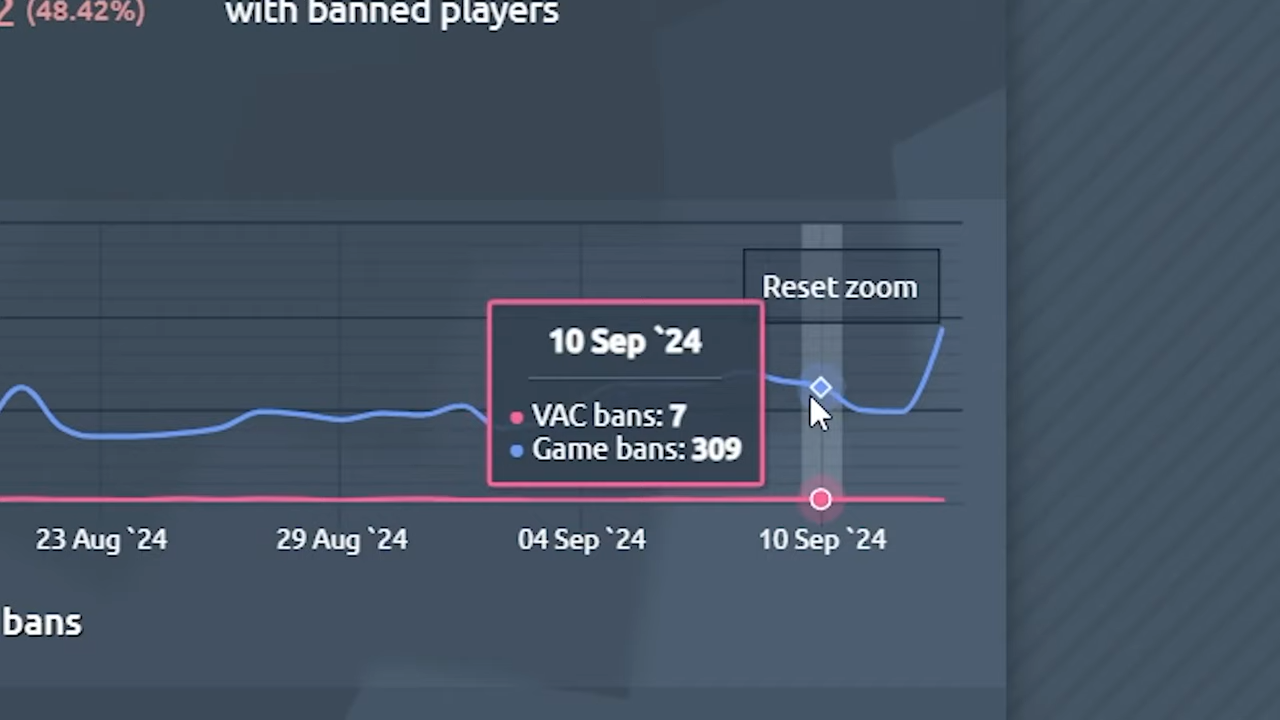 2 (48.42%)
with banned players
Reset zoom
10 Sep `24
VAC bans: 7
Game bans: 309
23 Aug `24
29 Aug `24
04 Sep `24
10 Sep `24
bans